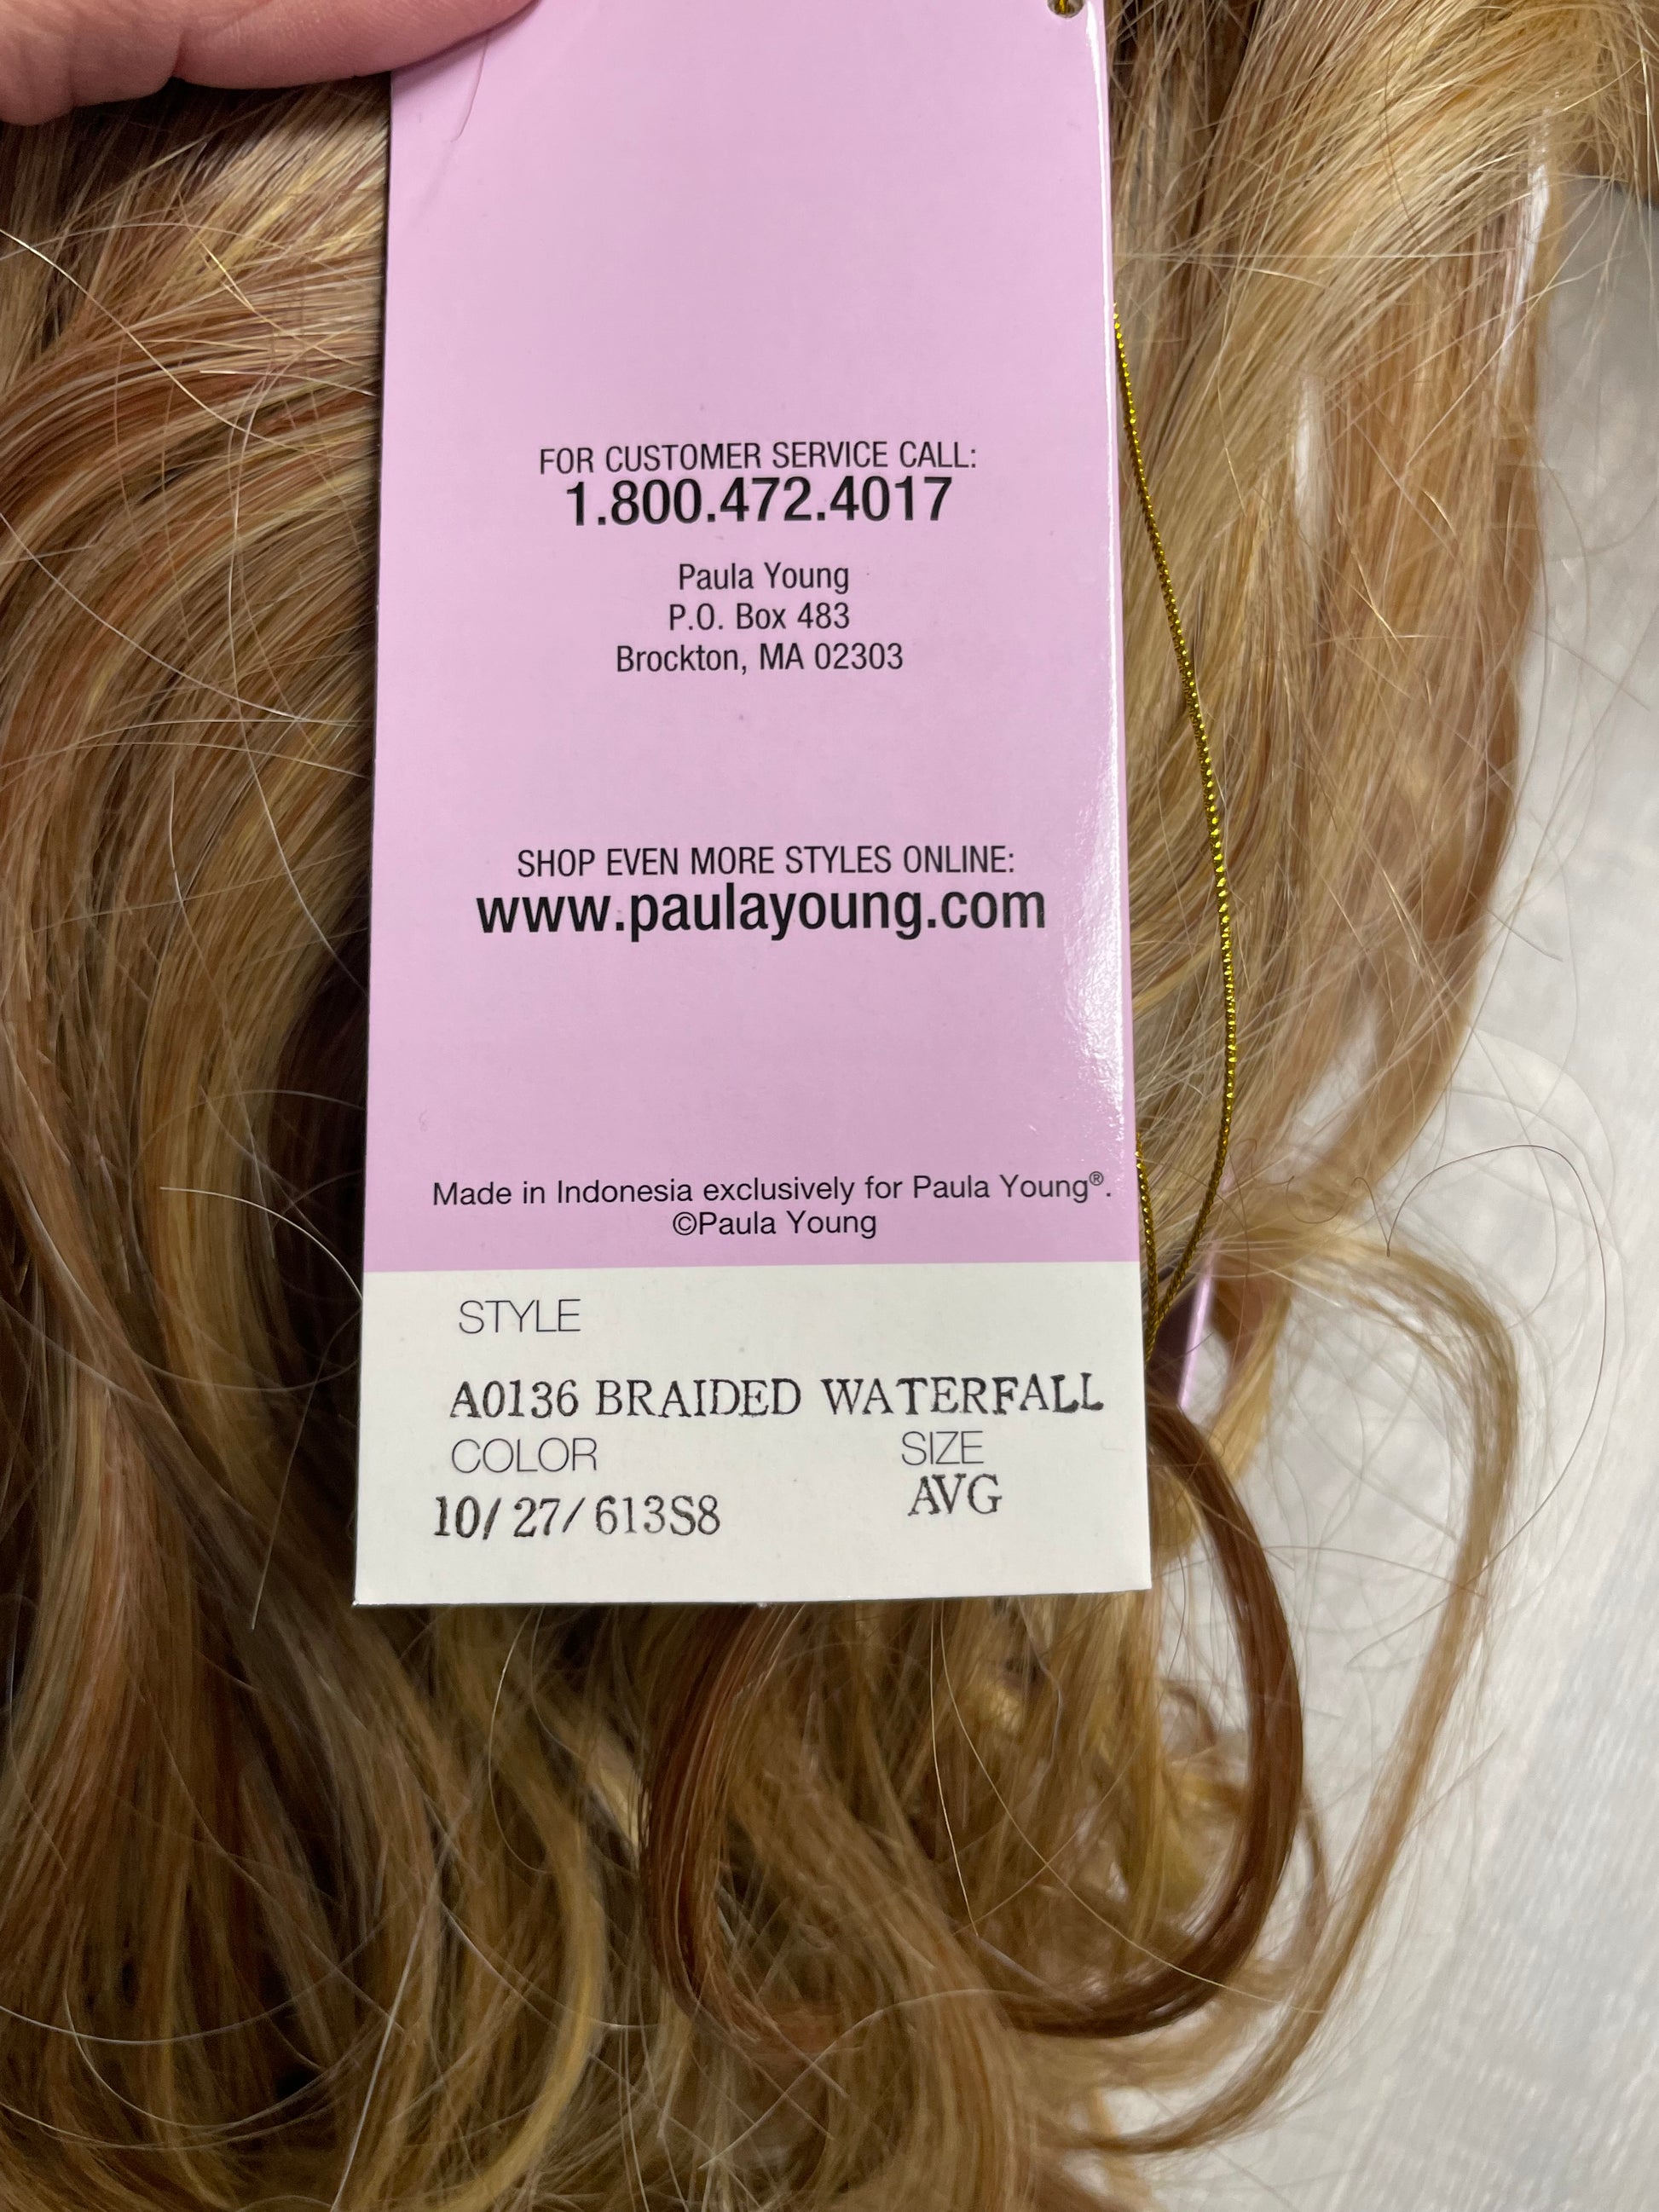 FOR CUSTOMER SERVICE CALL:
1.800.472.4017
Paula Young
P.O. Box 483
Brockton, MA 02303
SHOP EVEN MORE STYLES ONLINE:
www.paulayoung.com
Made in Indonesia exclusively for Paula Young®.
©Paula Young
STYLE
A0136 BRAIDED WATERFALL
COLOR SIZE
10/27/613S8 AVG